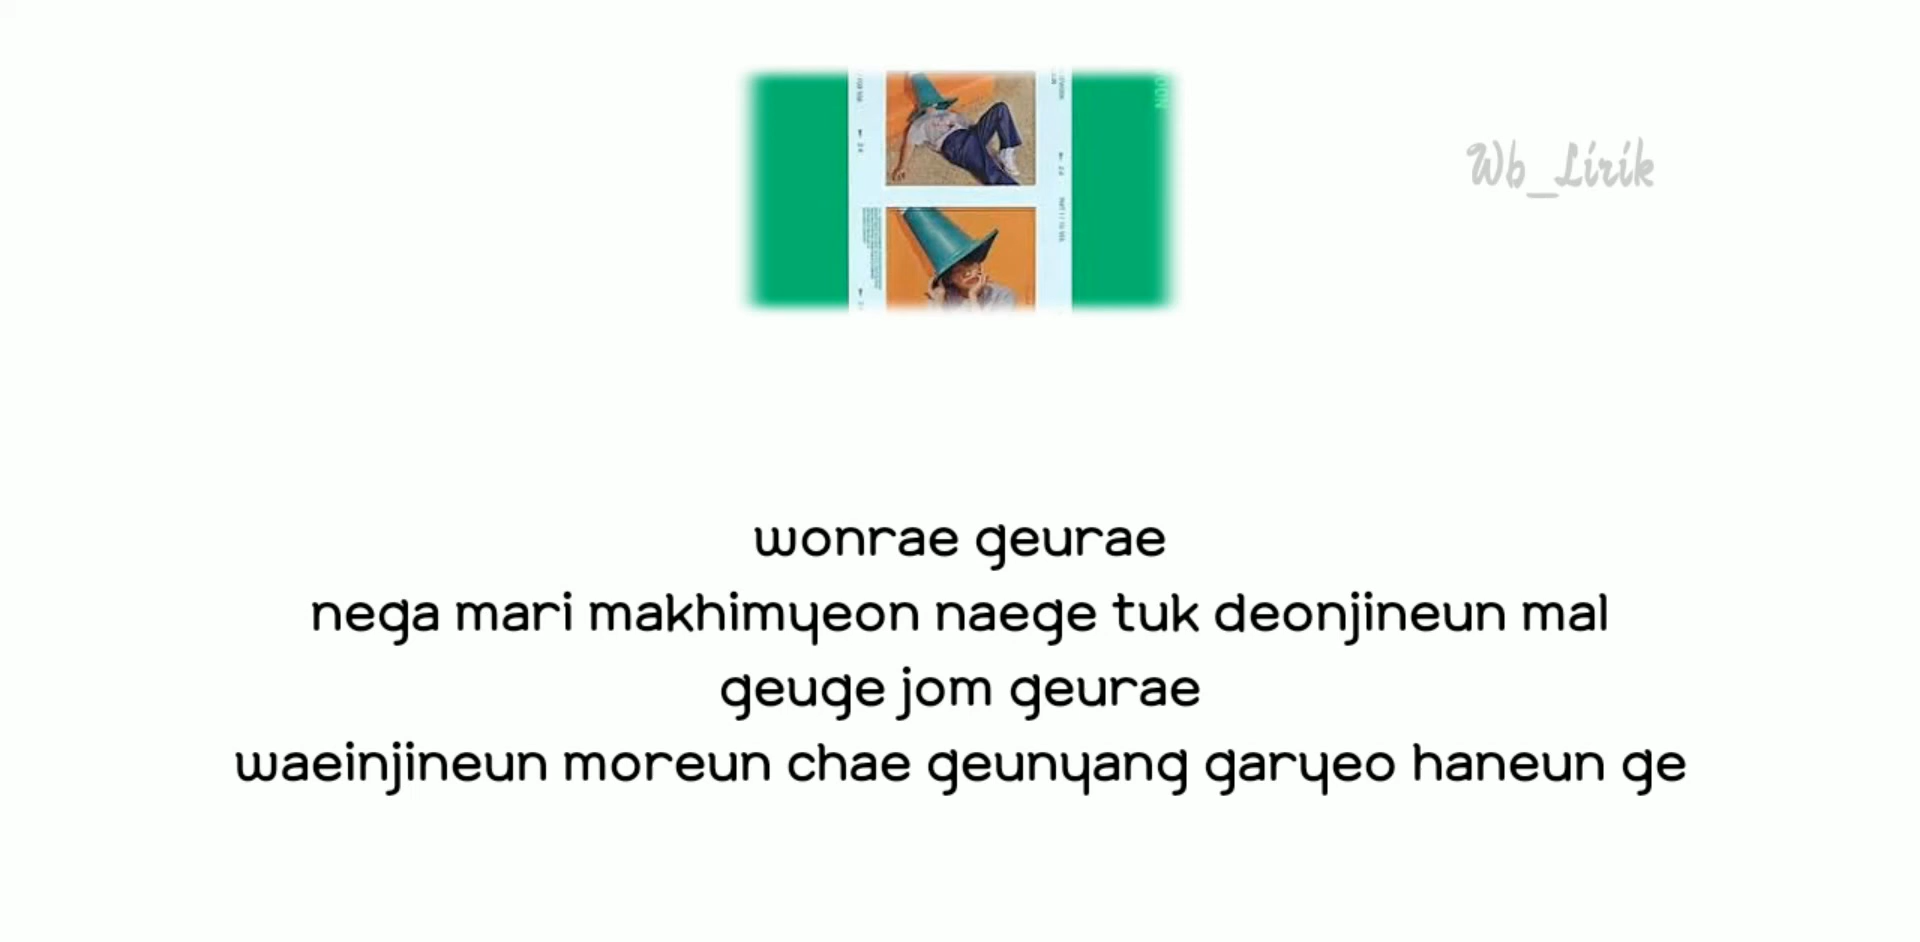 Wb_Lirik
wonrae geurae
nega mari makhimyeon naege tuk deonjineun mal
geuge jom geurae
waeinjineun moreun chae geunyang garyeo haneun ge